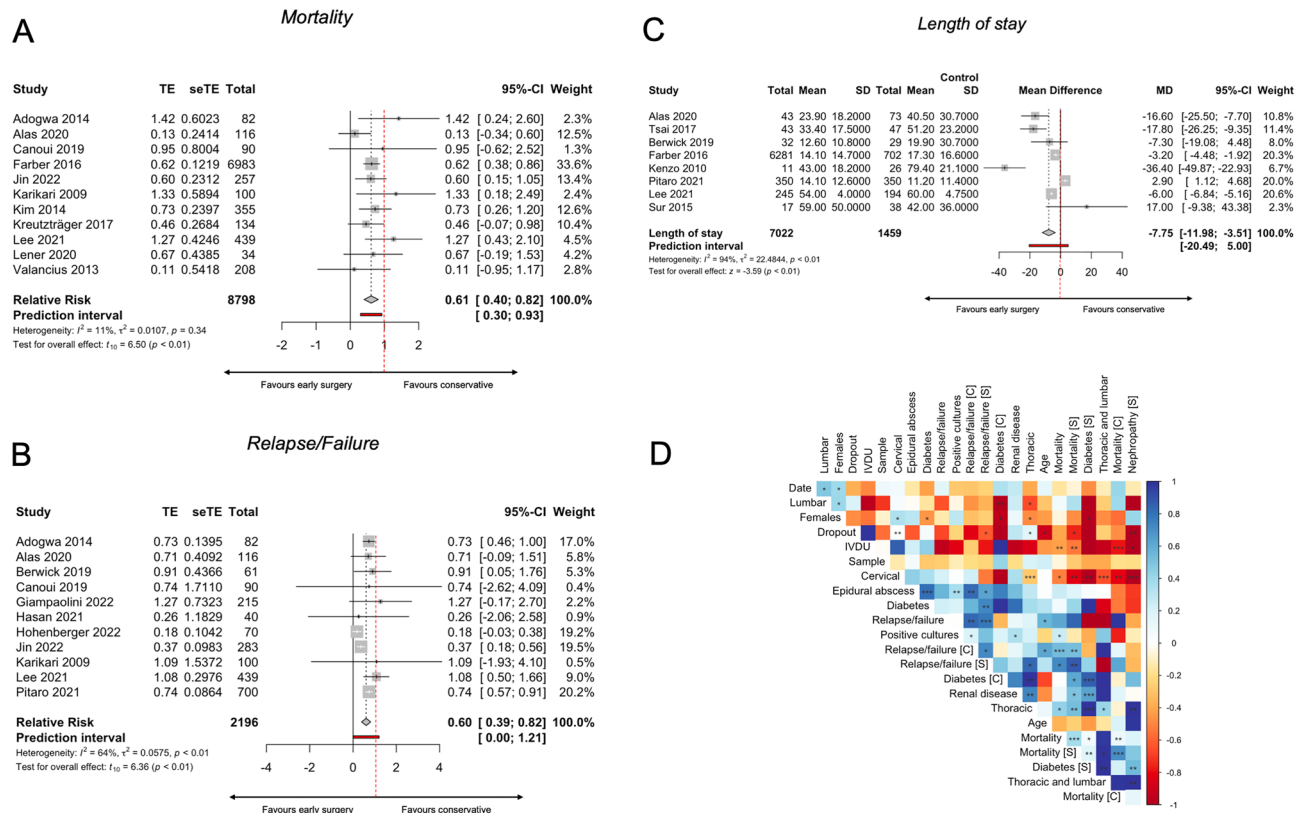 A
Mortality
Study TE seTE Total 95%-CI Weight
Adogwa 2014 1.42 0.6023 82 1.42 [ 0.24; 2.60] 2.3%
Alas 2020 0.13 0.2414 116 0.13 [-0.34; 0.60] 12.5%
Canoui 2019 0.95 0.8004 90 0.95 [-0.62; 2.52] 1.3%
Farber 2016 0.62 0.1219 6983 0.62 [ 0.38; 0.86] 33.6%
Jin 2022 0.60 0.2312 257 0.60 [ 0.15; 1.05] 13.4%
Karikari 2009 1.33 0.5894 100 1.33 [ 0.18; 2.49] 2.4%
Kim 2014 0.73 0.2397 355 0.73 [ 0.26; 1.20] 12.6%
Kreutzträger 2017 0.46 0.2684 134 0.46 [-0.07; 0.98] 10.4%
Lee 2021 1.27 0.4246 439 1.27 [ 0.43; 2.10] 4.5%
Lener 2020 0.67 0.4385 34 0.67 [-0.19; 1.53] 4.2%
Valancius 2013 0.11 0.5418 208 0.11 [-0.95; 1.17] 2.8%
Relative Risk 8798 0.61 [ 0.40; 0.82] 100.0%
Prediction interval [ 0.30; 0.93]
Heterogeneity: I² = 11%, τ² = 0.0107, p = 0.34
Test for overall effect: t₁₀ = 6.50 (p < 0.01)
-2 -1 0 1 2
Favours early surgery Favours conservative
B
Relapse/Failure
Study TE seTE Total 95%-CI Weight
Adogwa 2014 0.73 0.1395 82 0.73 [ 0.46; 1.00] 17.0%
Alas 2020 0.71 0.4092 116 0.71 [-0.09; 1.51] 5.8%
Berwick 2019 0.91 0.4366 61 0.91 [ 0.05; 1.76] 5.3%
Canoui 2019 0.74 1.7110 90 0.74 [-2.62; 4.09] 0.4%
Giampaolini 2022 1.27 0.7323 215 1.27 [-0.17; 2.70] 2.2%
Hasan 2021 0.26 1.1829 40 0.26 [-2.06; 2.58] 0.9%
Hohenberger 2022 0.18 0.1042 70 0.18 [-0.03; 0.38] 19.2%
Jin 2022 0.37 0.0983 283 0.37 [ 0.18; 0.56] 19.5%
Karikari 2009 1.09 1.5372 100 1.09 [-1.93; 4.10] 0.5%
Lee 2021 1.08 0.2976 439 1.08 [ 0.50; 1.66] 9.0%
Pitaro 2021 0.74 0.0864 700 0.74 [ 0.57; 0.91] 20.2%
Relative Risk 2196 0.60 [ 0.39; 0.82] 100.0%
Prediction interval [ 0.00; 1.21]
Heterogeneity: I² = 64%, τ² = 0.0575, p < 0.01
Test for overall effect: t₁₀ = 6.36 (p < 0.01)
-4 -2 0 2 4
Favours early surgery Favours conservative
C
Length of stay
Control
Study Total Mean SD Total Mean SD Mean Difference MD 95%-CI Weight
Alas 2020 43 23.90 18.2000 73 40.50 30.7000 -16.60 [-25.50; -7.70] 10.8%
Tsai 2017 43 33.40 17.5000 47 51.20 23.2000 -17.80 [-26.25; -9.35] 11.4%
Berwick 2019 32 12.60 10.8000 29 19.90 30.7000 -7.30 [-19.08; 4.48] 8.0%
Farber 2016 6281 14.10 14.7000 702 17.30 16.6000 -3.20 [ -4.48; -1.92] 20.3%
Kenzo 2010 11 43.00 18.2000 26 79.40 21.1000 -36.40 [-49.87; -22.93] 6.7%
Pitaro 2021 350 14.10 12.6000 350 11.20 11.4000 2.90 [ 1.12; 4.68] 20.0%
Lee 2021 245 54.00 4.0000 194 60.00 4.7500 -6.00 [ -6.84; -5.16] 20.6%
Sur 2015 17 59.00 50.0000 38 42.00 36.0000 17.00 [ -9.38; 43.38] 2.3%
Length of stay 7022 1459 -7.75 [-11.98; -3.51] 100.0%
Prediction interval [-20.49; 5.00]
Heterogeneity: I² = 94%, τ² = 22.4844, p < 0.01
Test for overall effect: z = -3.59 (p < 0.01)
-40 -20 0 20 40
Favours early surgery Favours conservative
D
Lumbar
Females
Dropout
IVDU
Sample
Cervical
Epidural abscess
Diabetes
Relapse/failure
Positive cultures
Relapse/failure [C]
Relapse/failure [S]
Diabetes [C]
Renal disease
Thoracic
Age
Mortality
Mortality [S]
Diabetes [S]
Thoracic and lumbar
Mortality [C]
Nephropathy [S]
Date
Lumbar
Females
Dropout
IVDU
Sample
Cervical
Epidural abscess
Diabetes
Relapse/failure
Positive cultures
Relapse/failure [C]
Relapse/failure [S]
Diabetes [C]
Renal disease
Thoracic
Age
Mortality
Mortality [S]
Diabetes [S]
Thoracic and lumbar
Mortality [C]
1
0.8
0.6
0.4
0.2
0
-0.2
-0.4
-0.6
-0.8
-1